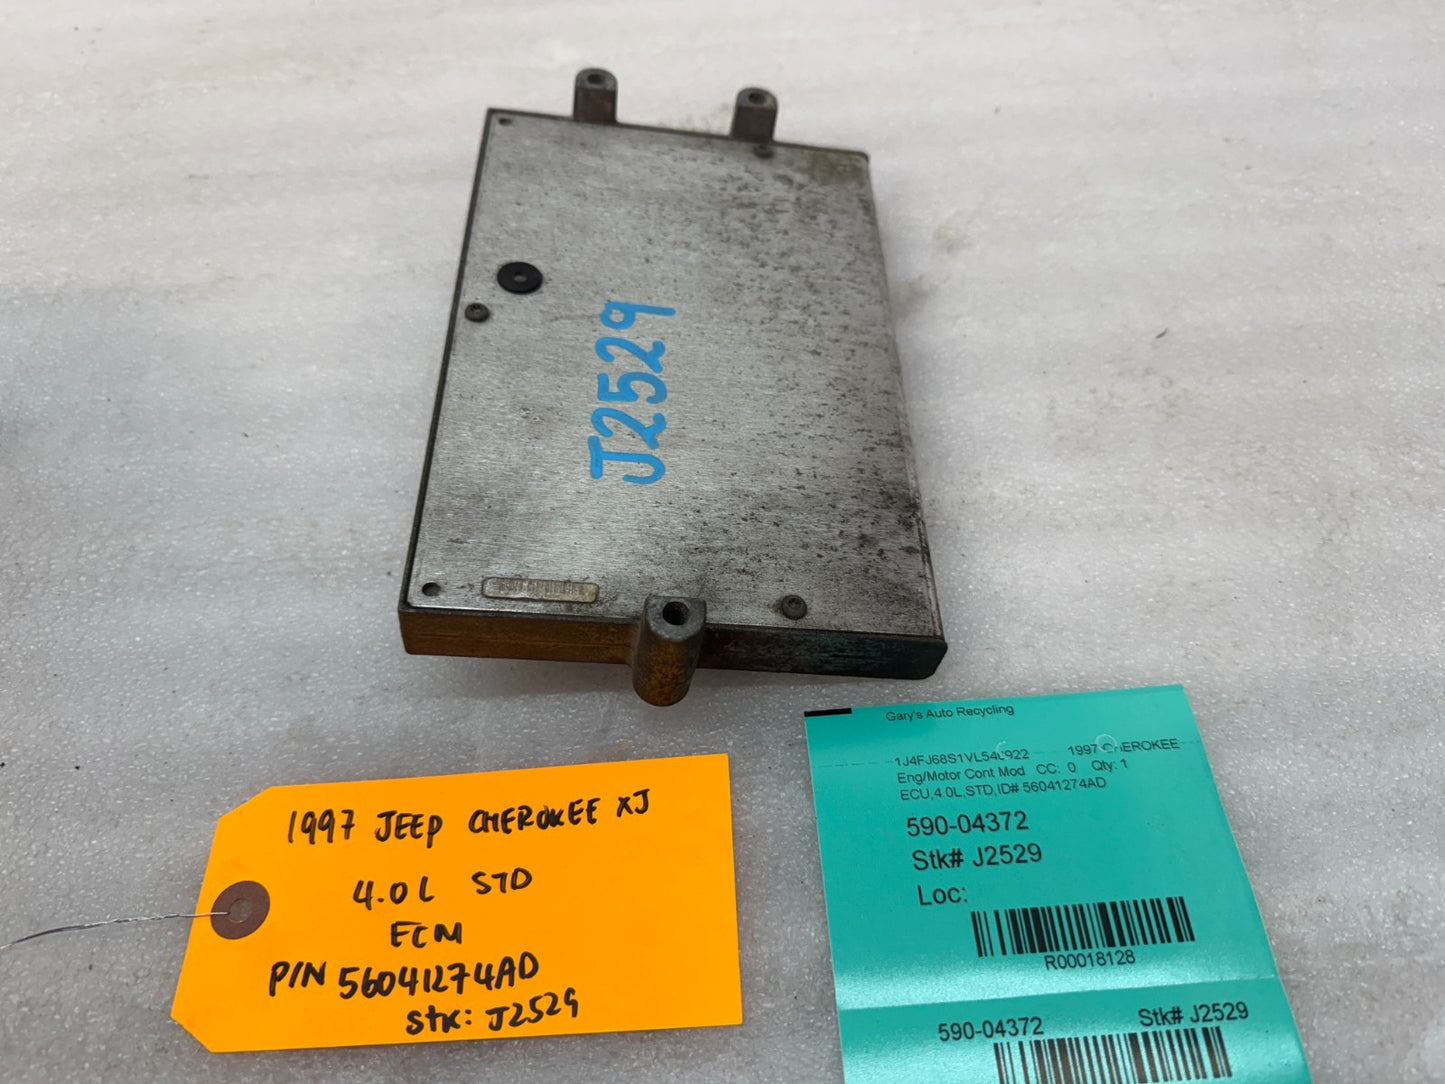 J2529
1997 JEEP CHEROKEE XJ
4.0L STD
ECM
P/N 56041274AD
Stk: J2529
Gary's Auto Recycling
1997 CHEROKEE
Eng/Motor Cont Mod CC: 0 Qty: 1
ECU,4.0L,STD,ID# 56041274AD
590-04372
Stk# J2529
Loc:
R00018128
590-04372 Stk# J2529